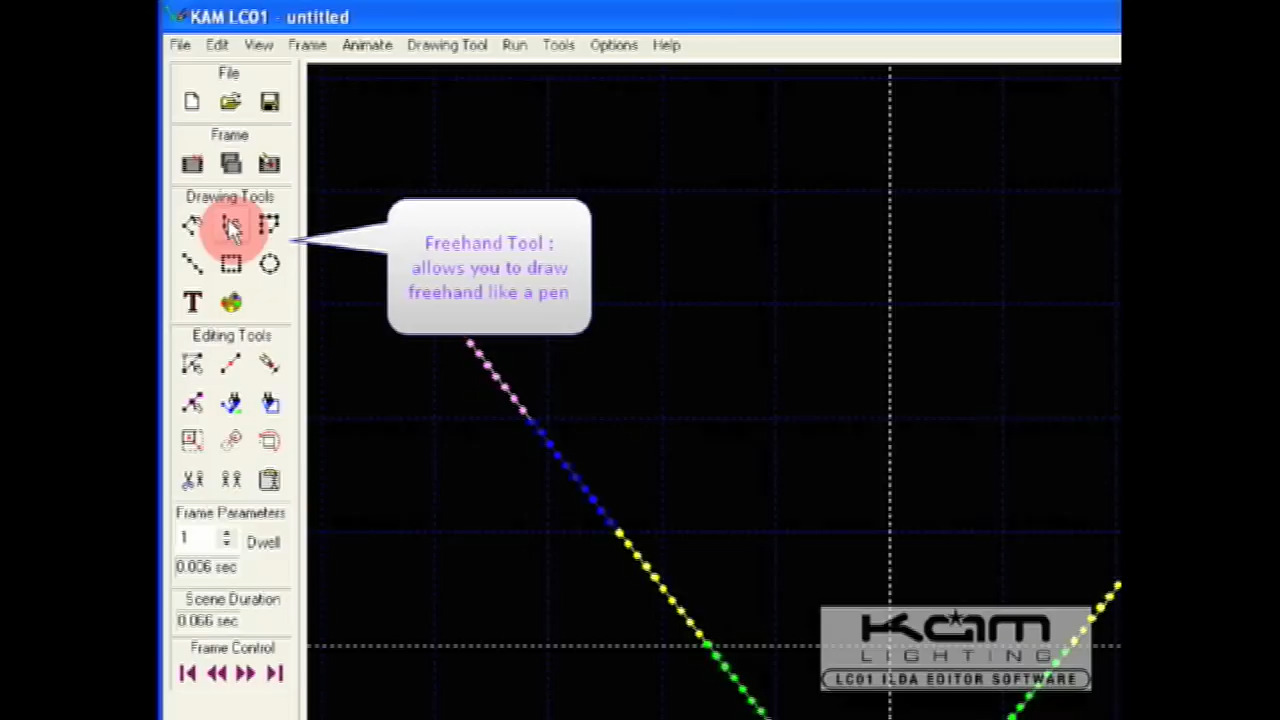 KAM LC01 - untitled
File Edit View Frame Animate Drawing Tool Run Tools Options Help
File
Frame
Drawing Tools
Freehand Tool :
allows you to draw
freehand like a pen
T
Editing Tools
Frame Parameters
1 Dwell
0.006 sec
Scene Duration
0.066 sec
Frame Control
Kam
LIGHTING
LC01 ILDA EDITOR SOFTWARE